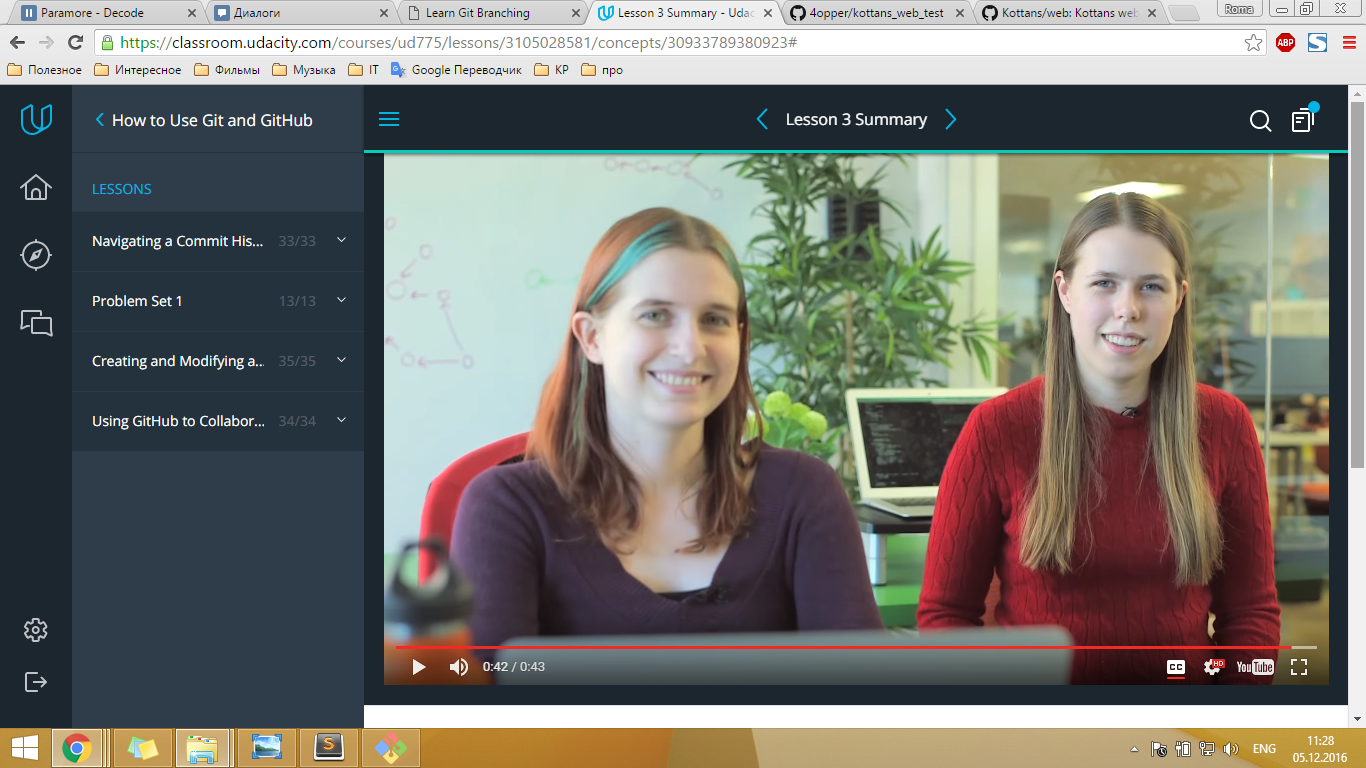 Paramore - Decode
Диалоги
Learn Git Branching
Lesson 3 Summary - Udac
4opper/kottans_web_test
Kottans/web: Kottans web
Roma
https://classroom.udacity.com/courses/ud775/lessons/3105028581/concepts/30933789380923#
ABP
S
Полезное
Интересное
Фильмы
Музыка
IT
Google Переводчик
КР
про
How to Use Git and GitHub
Lesson 3 Summary
LESSONS
Navigating a Commit His... 33/33
Problem Set 1 13/13
Creating and Modifying a... 35/35
Using GitHub to Collabor... 34/34
0:42 / 0:43
CC
HD
YouTube
S
ENG
11:28
05.12.2016